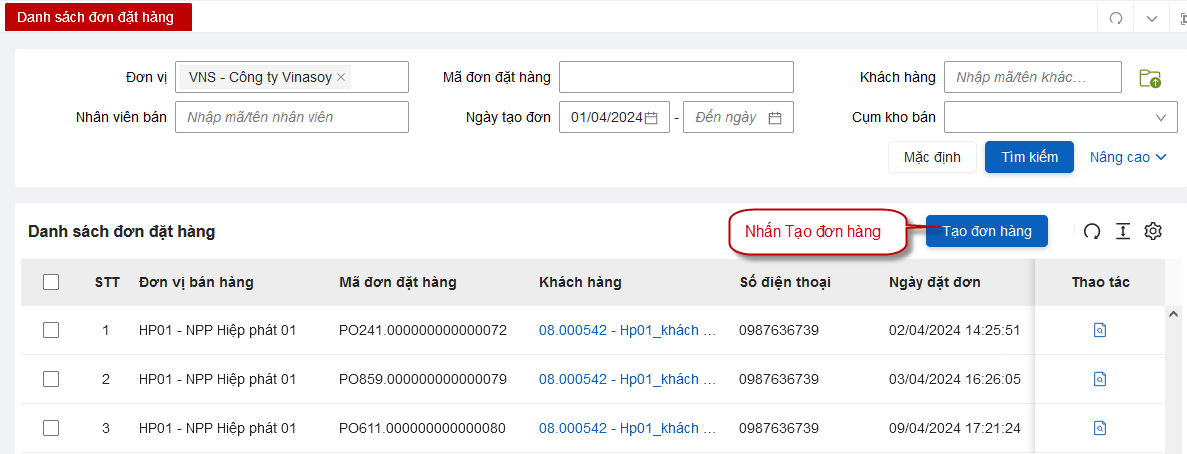 Danh sách đơn đặt hàng
Đơn vị VNS - Công ty Vinasoy Mã đơn đặt hàng Khách hàng Nhập mã/tên khác…
Nhân viên bán Nhập mã/tên nhân viên Ngày tạo đơn 01/04/2024 - Đến ngày Cụm kho bán
Mặc định Tìm kiếm Nâng cao
Danh sách đơn đặt hàng Nhấn Tạo đơn hàng Tạo đơn hàng
STT Đơn vị bán hàng Mã đơn đặt hàng Khách hàng Số điện thoại Ngày đặt đơn Thao tác
1 HP01 - NPP Hiệp phát 01 PO241.000000000000072 08.000542 - Hp01_khách ... 0987636739 02/04/2024 14:25:51
2 HP01 - NPP Hiệp phát 01 PO859.000000000000079 08.000542 - Hp01_khách ... 0987636739 03/04/2024 16:26:05
3 HP01 - NPP Hiệp phát 01 PO611.000000000000080 08.000542 - Hp01_khách ... 0987636739 09/04/2024 17:21:24